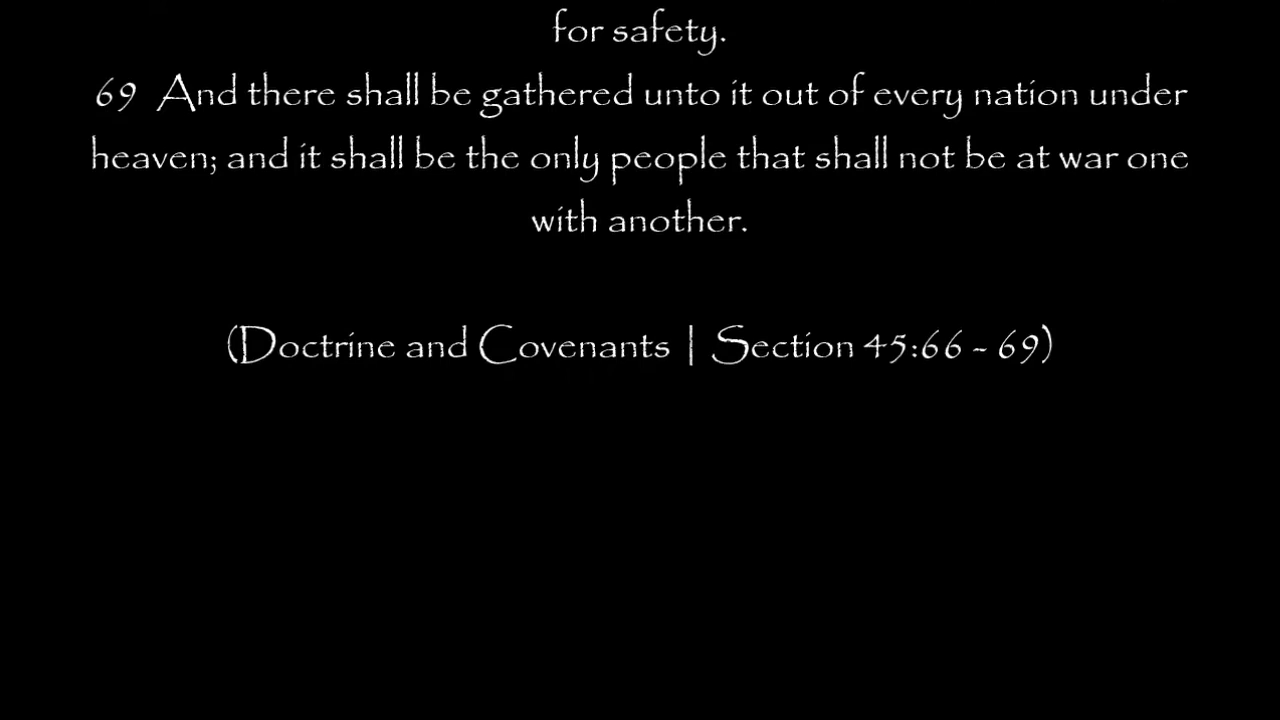 for safety.
69 And there shall be gathered unto it out of every nation under
heaven; and it shall be the only people that shall not be at war one
with another.
(Doctrine and Covenants | Section 45:66 - 69)